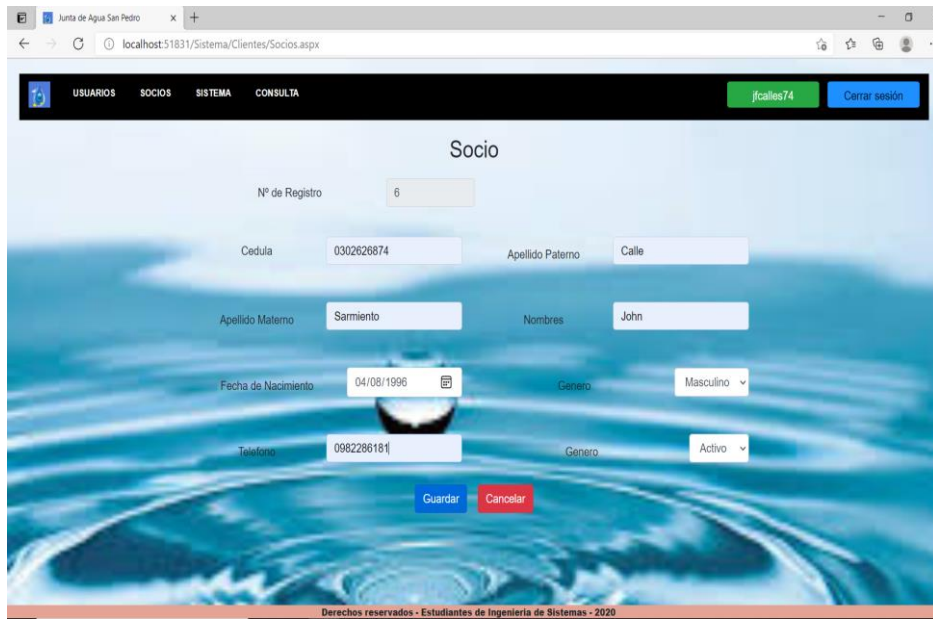 Junta de Agua San Pedro
localhost:51831/Sistema/Clientes/Socios.aspx
USUARIOS SOCIOS SISTEMA CONSULTA jfcalles74 Cerrar sesión
Socio
Nº de Registro 6
Cedula 0302626874 Apellido Paterno Calle
Apellido Materno Sarmiento Nombres John
Fecha de Nacimiento 04/08/1996 Genero Masculino
Telefono 0982286181 Genero Activo
Guardar Cancelar
Derechos reservados - Estudiantes de Ingenieria de Sistemas - 2020